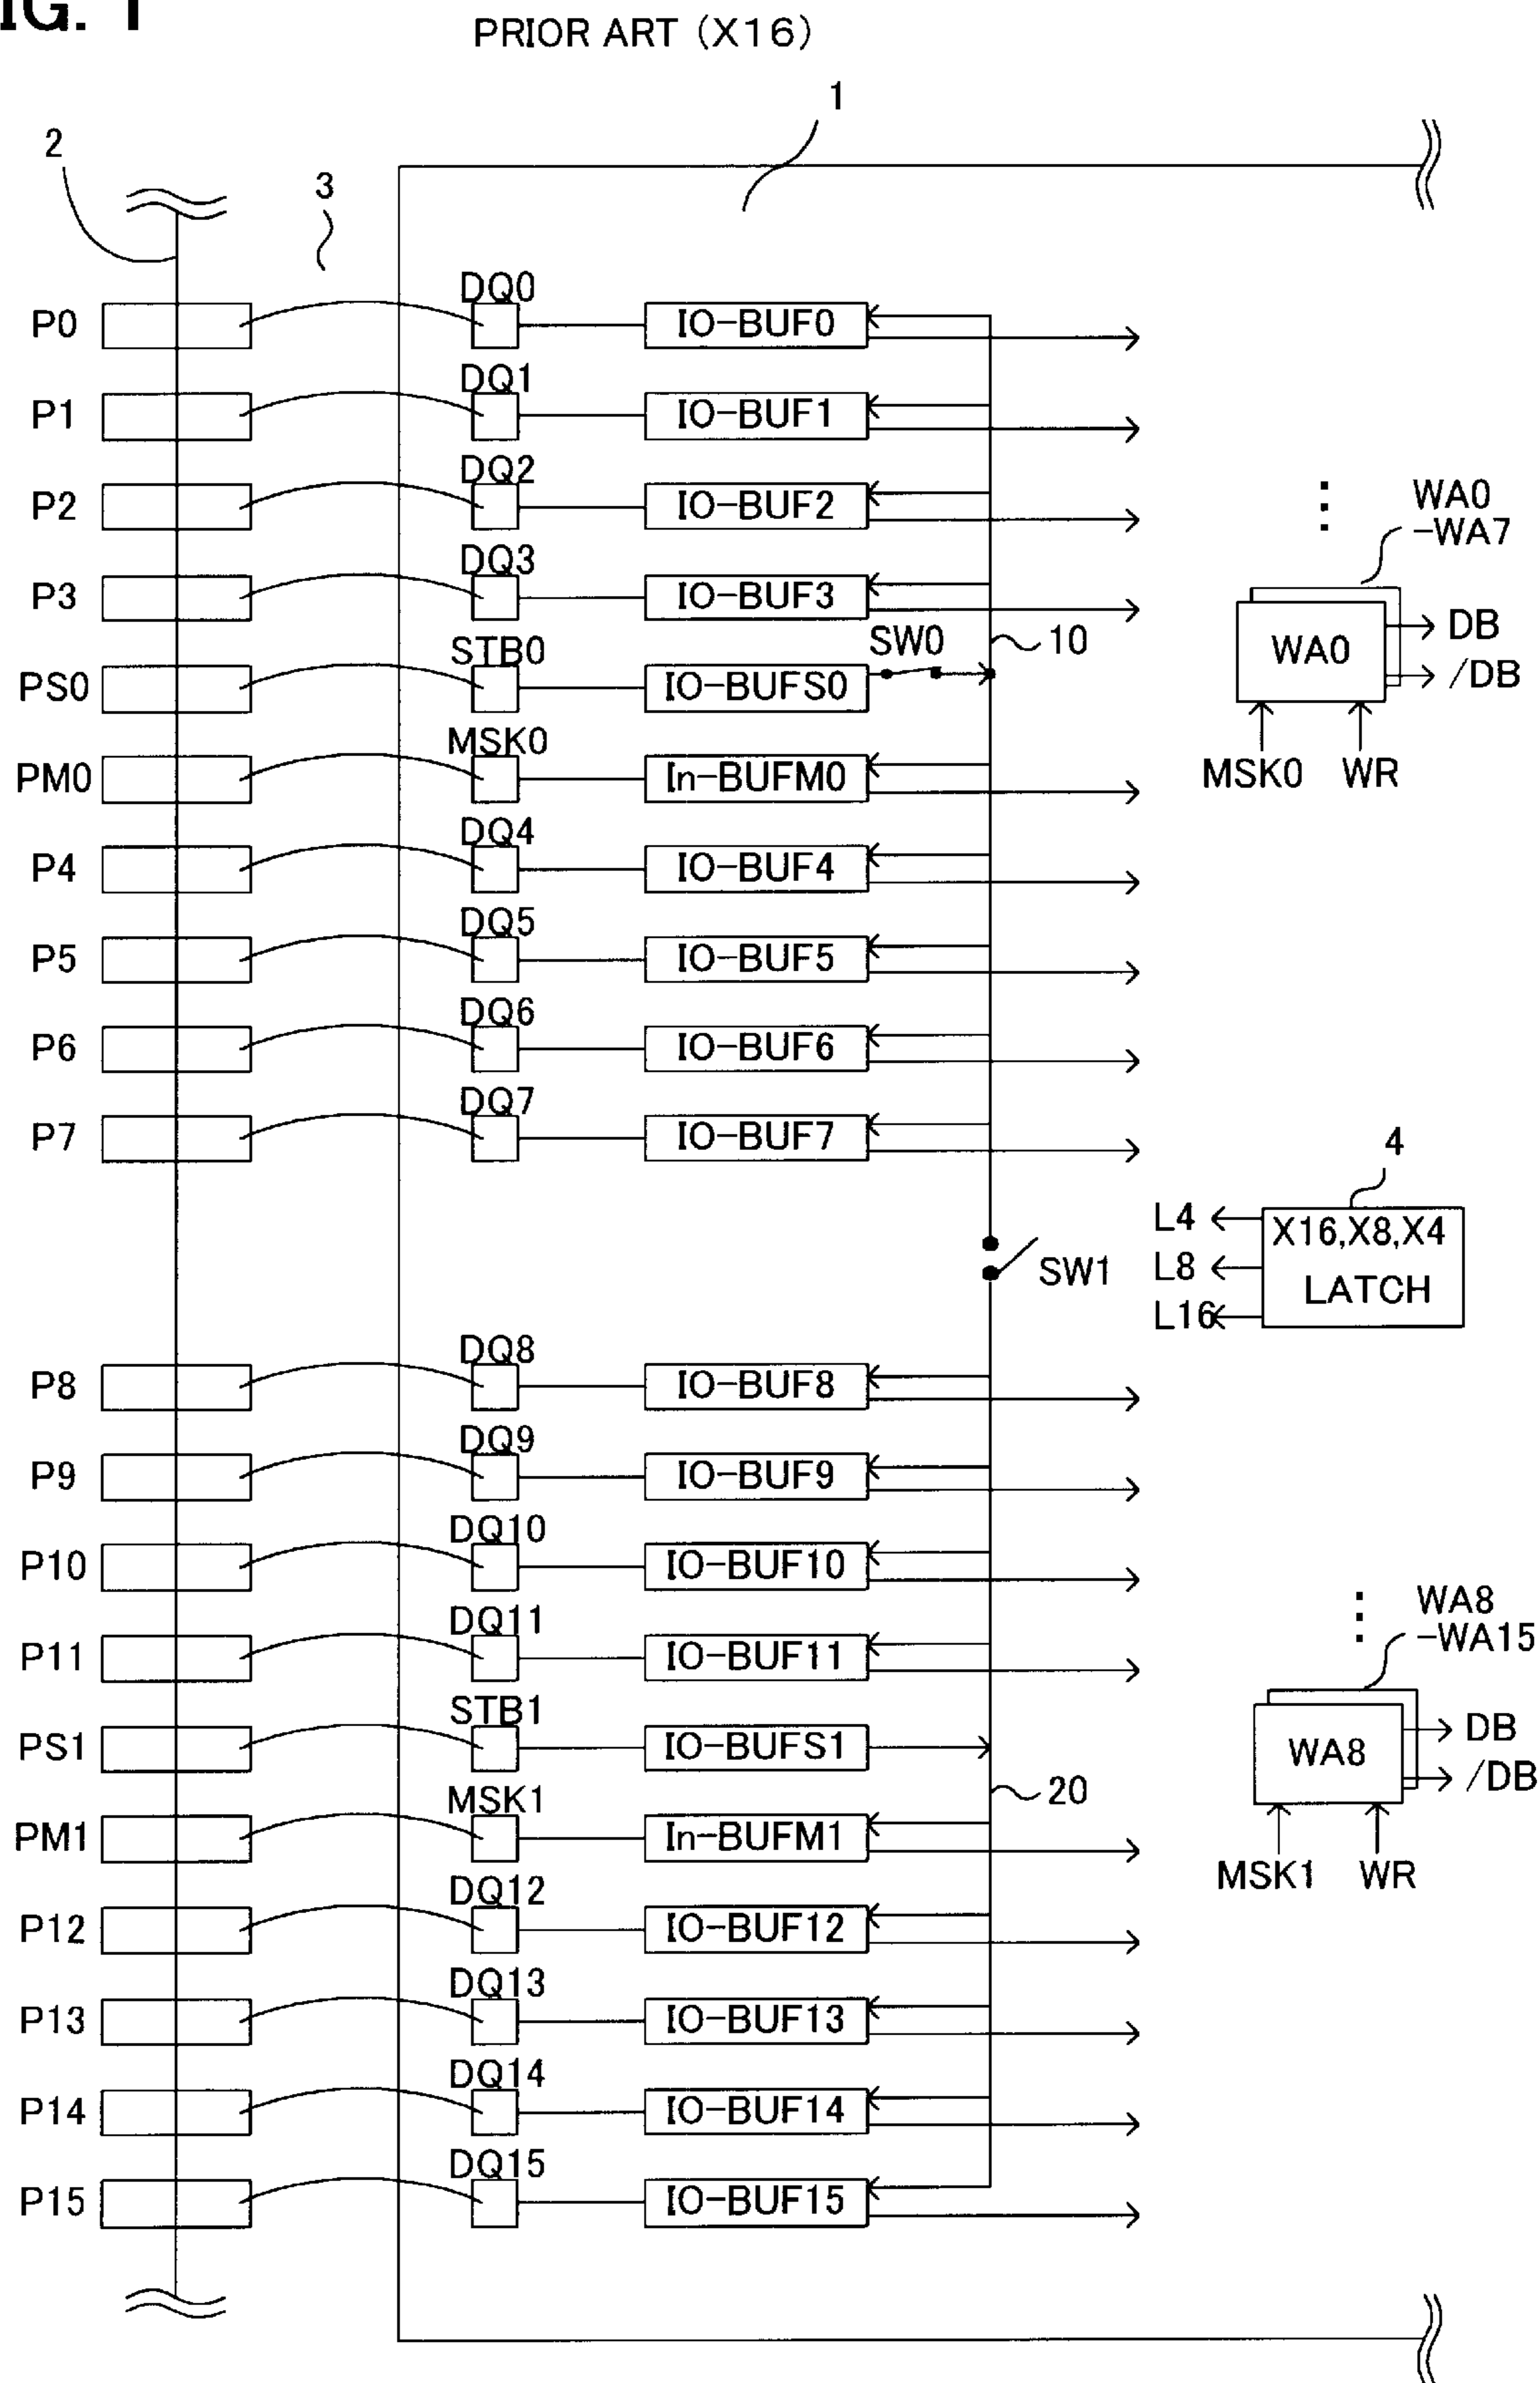 IG. 1
PRIOR ART (X16)
1
2
3
DQ0
P0
IO-BUF0
DQ1
P1
IO-BUF1
DQ2
P2
IO-BUF2
WA0
-WA7
DQ3
P3
IO-BUF3
SW0
10
WA0
DB
/DB
STB0
PS0
IO-BUFS0
MSK0
PM0
In-BUFM0
MSK0
WR
DQ4
P4
IO-BUF4
DQ5
P5
IO-BUF5
DQ6
P6
IO-BUF6
DQ7
P7
IO-BUF7
4
L4
X16,X8,X4
SW1
L8
LATCH
L16
DQ8
P8
IO-BUF8
DQ9
P9
IO-BUF9
DQ10
P10
IO-BUF10
WA8
-WA15
DQ11
P11
IO-BUF11
STB1
PS1
IO-BUFS1
WA8
DB
/DB
20
MSK1
PM1
In-BUFM1
MSK1
WR
DQ12
P12
IO-BUF12
DQ13
P13
IO-BUF13
DQ14
P14
IO-BUF14
DQ15
P15
IO-BUF15